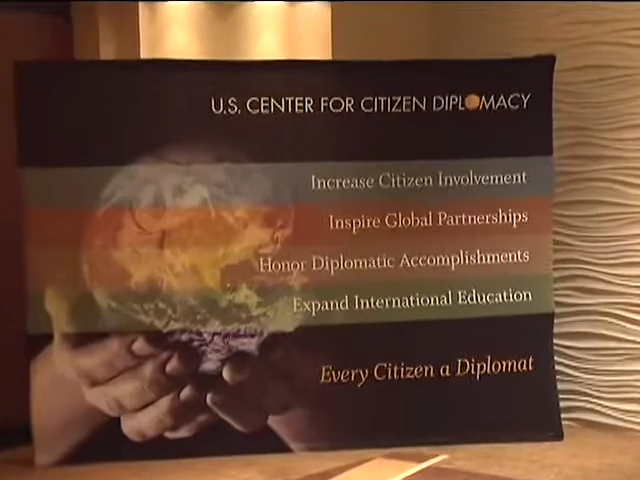 U.S. CENTER FOR CITIZEN DIPLOMACY
Increase Citizen Involvement
Inspire Global Partnerships
Honor Diplomatic Accomplishments
Expand International Education
Every Citizen a Diplomat